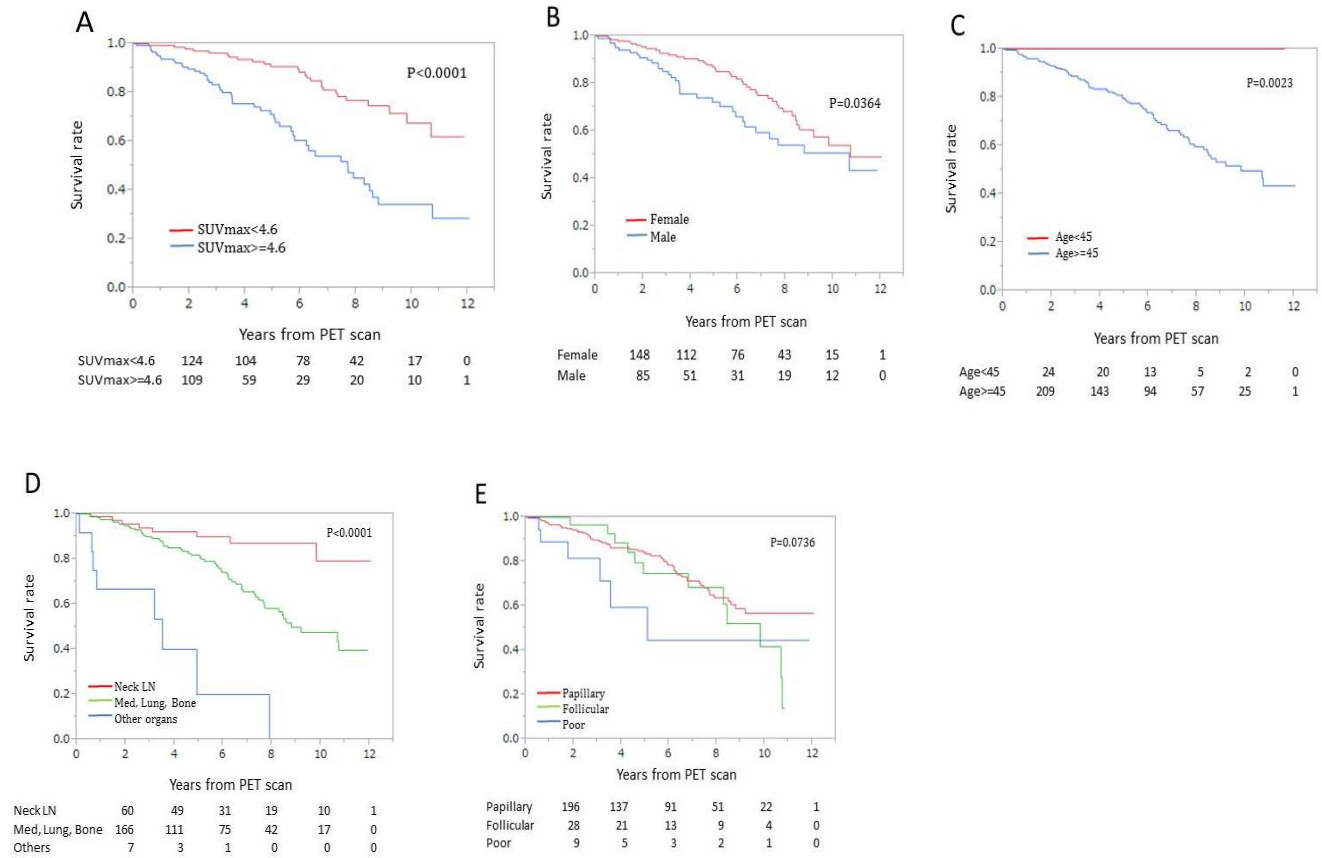 A
1.0
0.8
0.6
0.4
0.2
0.0
Survival rate
P<0.0001
SUVmax<4.6
SUVmax>=4.6
0 2 4 6 8 10 12
Years from PET scan
SUVmax<4.6 124 104 78 42 17 0
SUVmax>=4.6 109 59 29 20 10 1
B
1.0
0.8
0.6
0.4
0.2
0.0
Survival rate
P=0.0364
Female
Male
0 2 4 6 8 10 12
Years from PET scan
Female 148 112 76 43 15 1
Male 85 51 31 19 12 0
C
1.0
0.8
0.6
0.4
0.2
0.0
Survival rate
P=0.0023
Age<45
Age>=45
0 2 4 6 8 10 12
Years from PET scan
Age<45 24 20 13 5 2 0
Age>=45 209 143 94 57 25 1
D
1.0
0.8
0.6
0.4
0.2
0.0
Survival rate
P<0.0001
Neck LN
Med, Lung, Bone
Other organs
0 2 4 6 8 10 12
Years from PET scan
Neck LN 60 49 31 19 10 1
Med, Lung, Bone 166 111 75 42 17 0
Others 7 3 1 0 0 0
E
1.0
0.8
0.6
0.4
0.2
0.0
Survival rate
P=0.0736
Papillary
Follicular
Poor
0 2 4 6 8 10 12
Years from PET scan
Papillary 196 137 91 51 22 1
Follicular 28 21 13 9 4 0
Poor 9 5 3 2 1 0